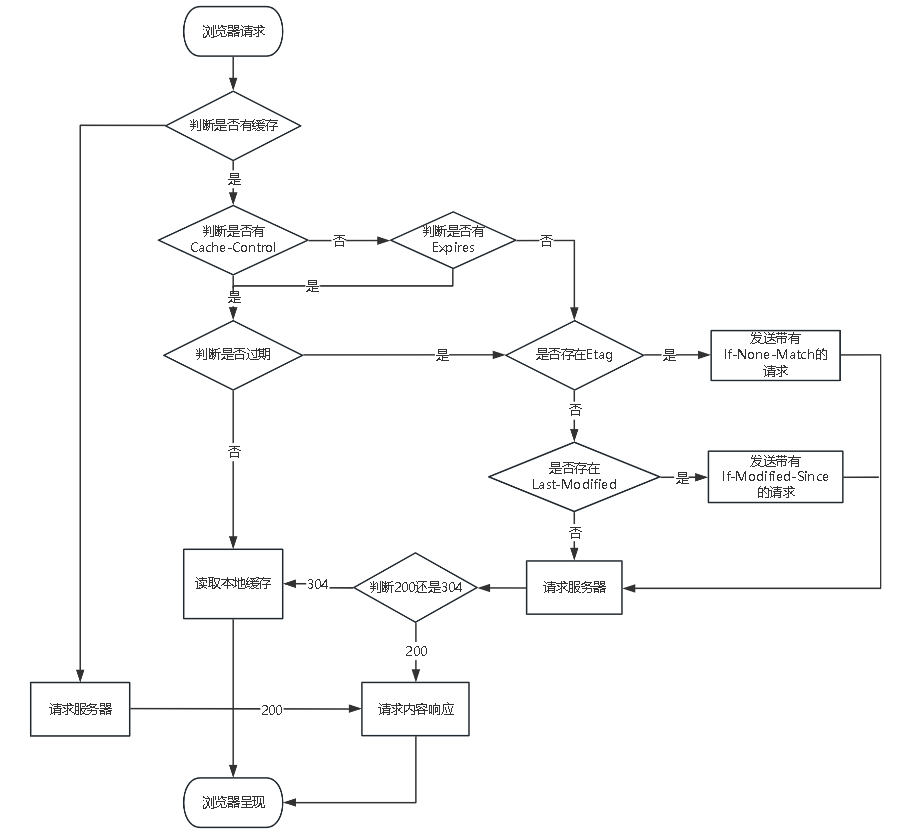 浏览器请求
判断是否有缓存
是
判断是否有
Cache-Control
否
判断是否有
Expires
否
是
是
判断是否过期
是
是否存在Etag
是
发送带有
If-None-Match的
请求
否
否
是否存在
Last-Modified
是
发送带有
If-Modified-Since
的请求
否
读取本地缓存
304
判断200还是304
请求服务器
200
请求服务器
200
请求内容响应
浏览器呈现